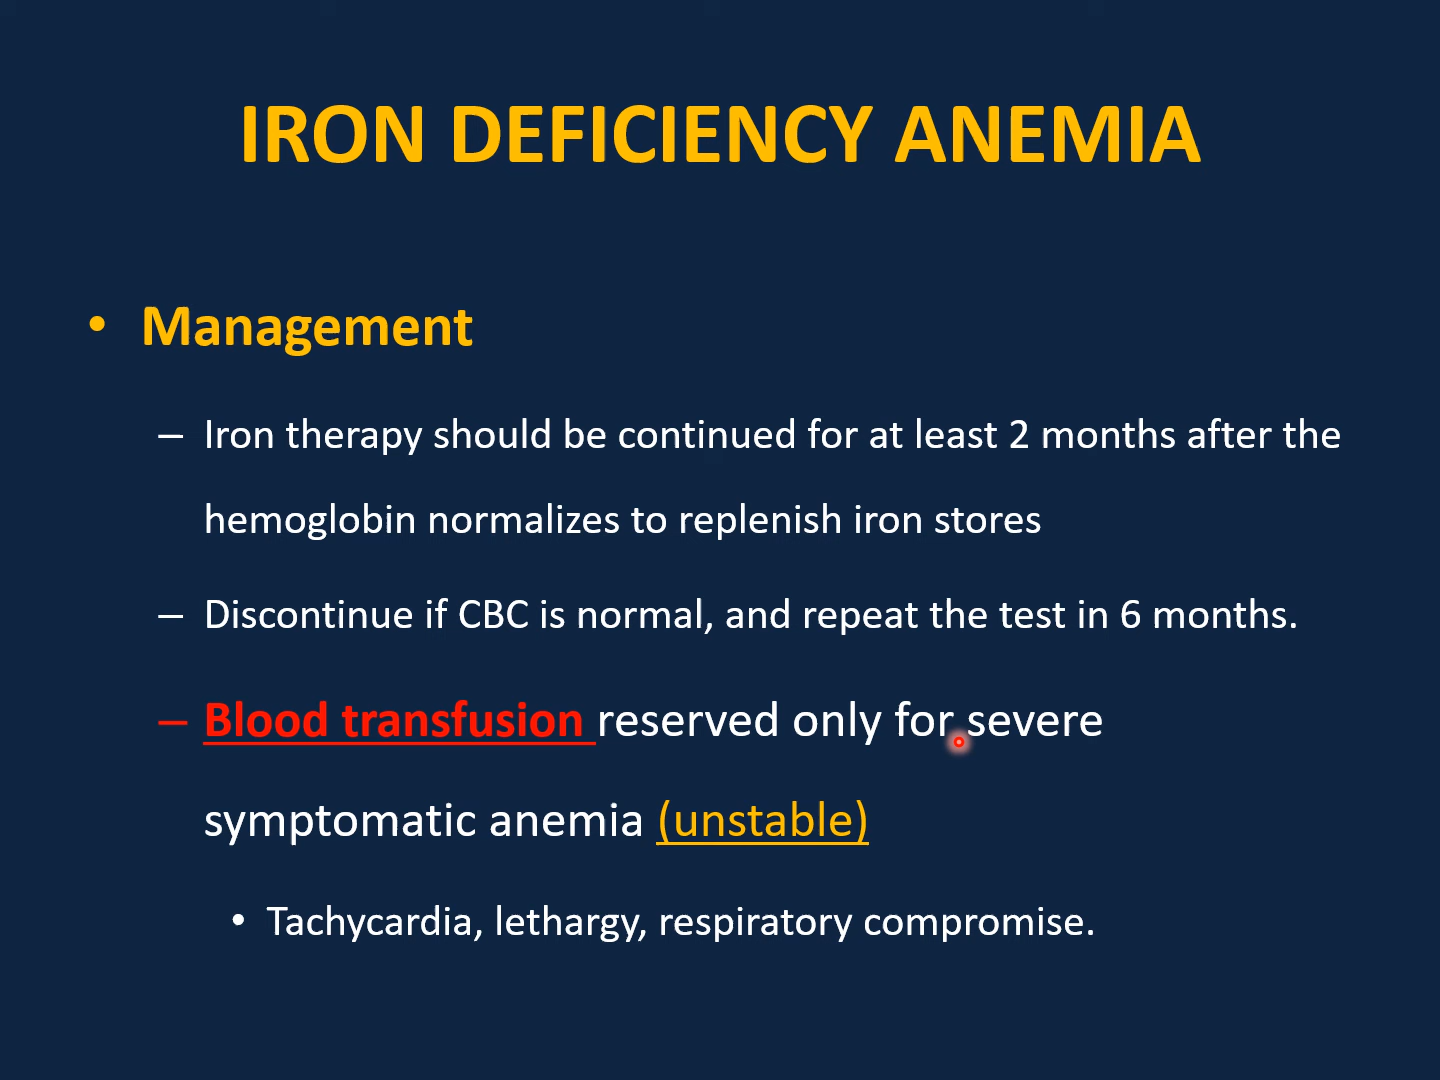 IRON DEFICIENCY ANEMIA
• Management
– Iron therapy should be continued for at least 2 months after the
hemoglobin normalizes to replenish iron stores
– Discontinue if CBC is normal, and repeat the test in 6 months.
– Blood transfusion reserved only for severe
symptomatic anemia (unstable)
• Tachycardia, lethargy, respiratory compromise.